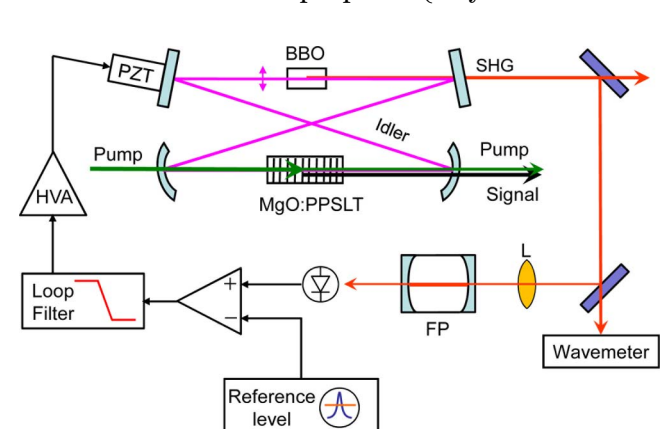 BBO
PZT
SHG
Idler
Pump
Pump
Signal
MgO:PPSLT
HVA
L
Loop
Filter
+
−
FP
Wavemeter
Reference
level